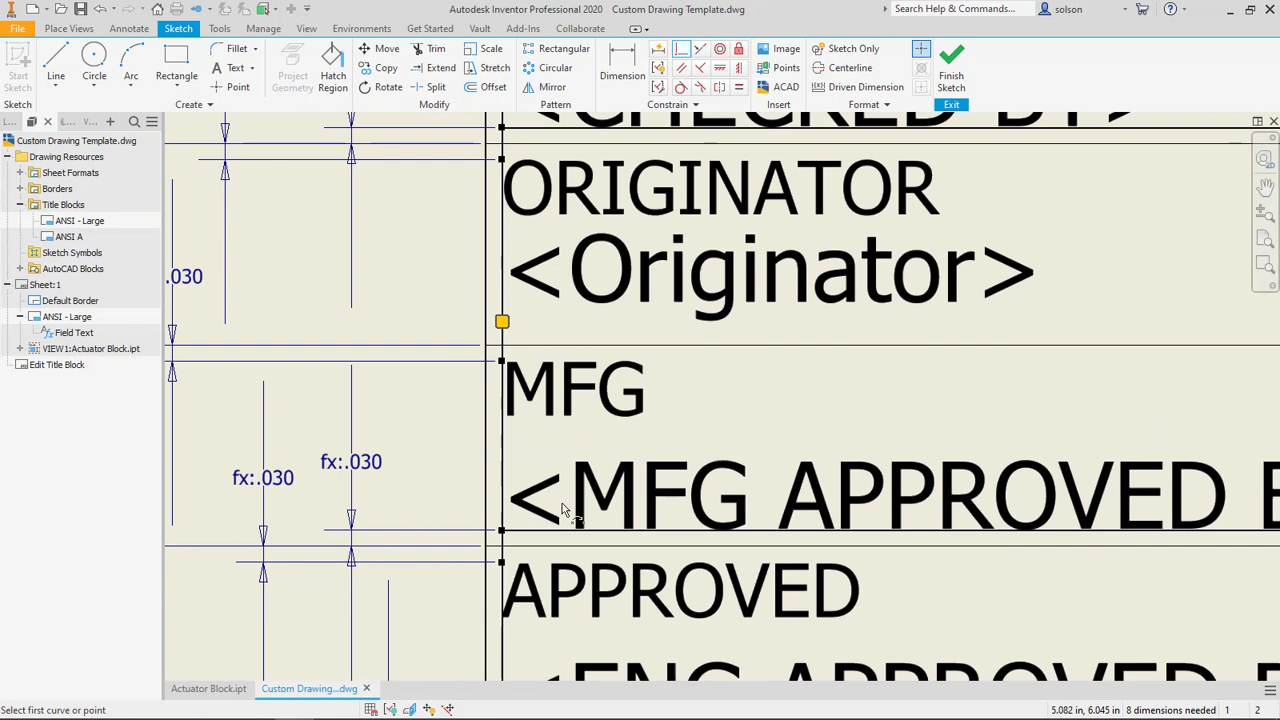 Autodesk Inventor Professional 2020 Custom Drawing Template.dwg
Search Help & Commands...
solson
File Place Views Annotate Sketch Tools Manage View Environments Get Started Vault Add-Ins Collaborate
PRO
Start
Sketch
Line
Circle
Arc
Rectangle
Fillet
Text
Point
Project
Geometry
Hatch
Region
Move
Copy
Rotate
Trim
Extend
Split
Scale
Stretch
Offset
Rectangular
Circular
Mirror
Dimension
Image
Points
ACAD
Sketch Only
Centerline
Driven Dimension
Finish
Sketch
Sketch Create Modify Pattern Constrain Insert Format Exit
Custom Drawing Template.dwg
Drawing Resources
Sheet Formats
Borders
Title Blocks
ANSI - Large
ANSI A
Sketch Symbols
AutoCAD Blocks
Sheet:1
Default Border
ANSI - Large
Field Text
VIEW1:Actuator Block.ipt
Edit Title Block
<CHECKED BY>
ORIGINATOR
<Originator>
.030
MFG
fx:.030
fx:.030
<MFG APPROVED
APPROVED
<ENG APPROVED
Actuator Block.ipt Custom Drawing...dwg
Select first curve or point
5.082 in, 6.045 in 8 dimensions needed 1 2